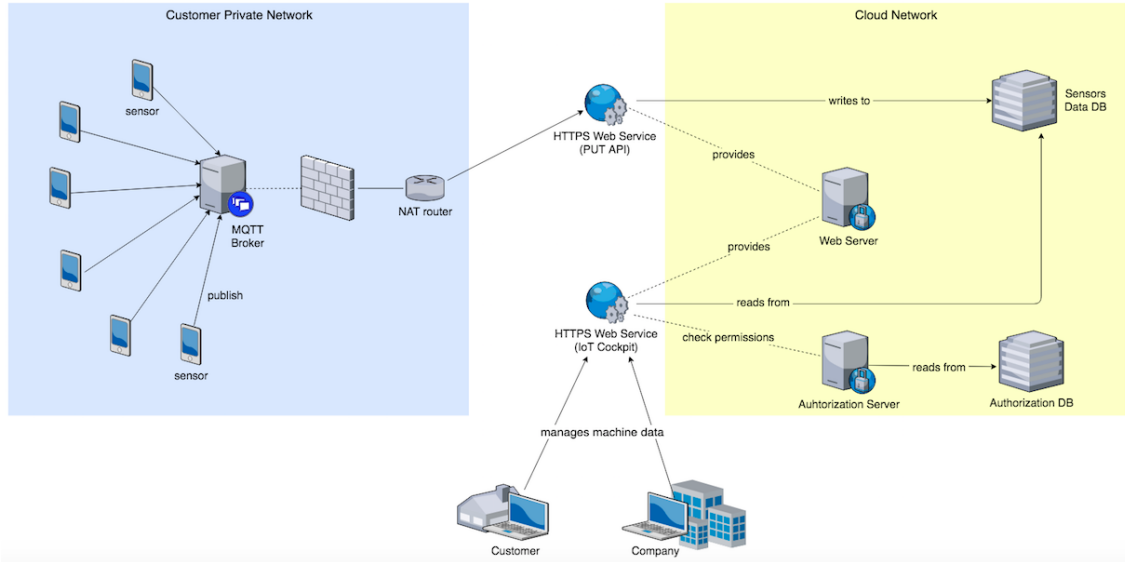 Customer Private Network
Cloud Network
sensor
HTTPS Web Service
(PUT API)
writes to
Sensors
Data DB
provides
NAT router
MQTT
Broker
Web Server
provides
publish
reads from
HTTPS Web Service
(IoT Cockpit)
check permissions
sensor
reads from
Auhtorization Server
Authorization DB
manages machine data
Customer
Company